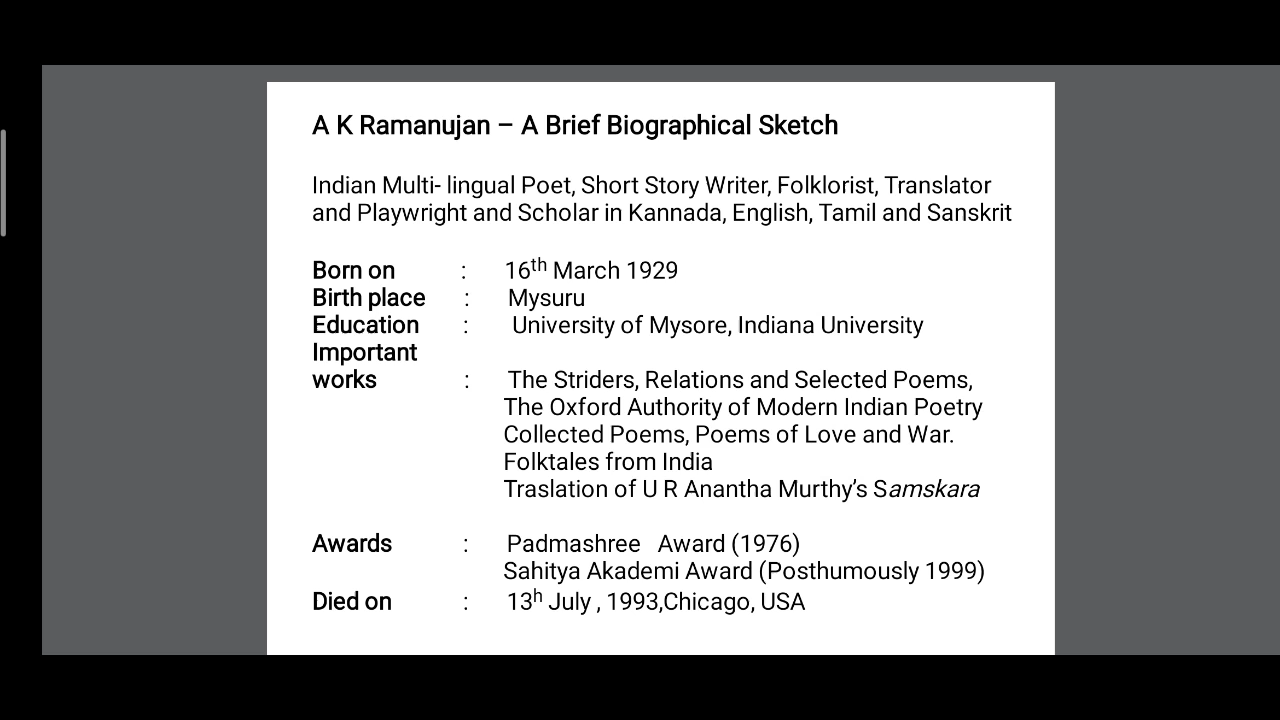 A K Ramanujan – A Brief Biographical Sketch
Indian Multi- lingual Poet, Short Story Writer, Folklorist, Translator
and Playwright and Scholar in Kannada, English, Tamil and Sanskrit
Born on : 16th March 1929
Birth place : Mysuru
Education : University of Mysore, Indiana University
Important
works : The Striders, Relations and Selected Poems,
The Oxford Authority of Modern Indian Poetry
Collected Poems, Poems of Love and War.
Folktales from India
Traslation of U R Anantha Murthy’s Samskara
Awards : Padmashree Award (1976)
Sahitya Akademi Award (Posthumously 1999)
Died on : 13h July , 1993,Chicago, USA